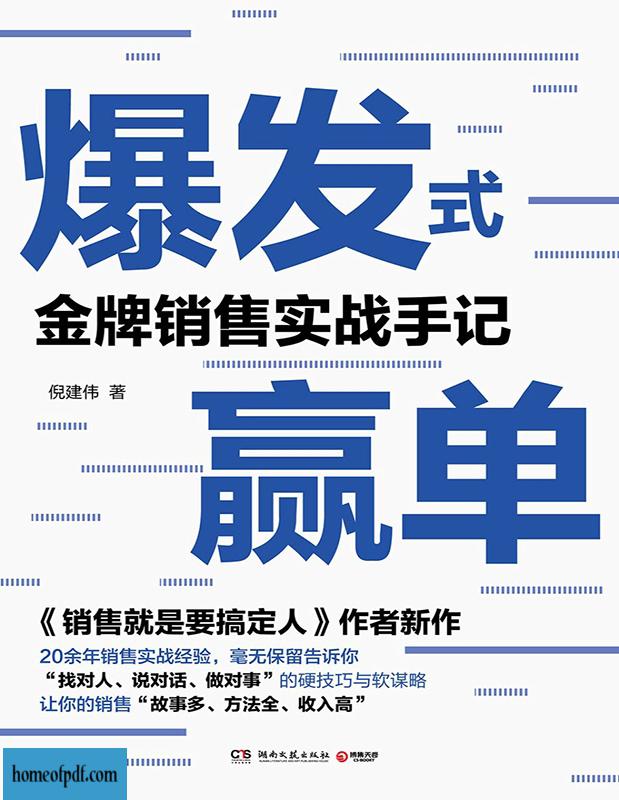 爆发式
金牌销售实战手记
倪建伟 著
赢单
《销售就是要搞定人》作者新作
20余年销售实战经验，毫无保留告诉你
“找对人、说对话、做对事”的硬技巧与软谋略
让你的销售“故事多、方法全、收入高”
湖南文艺出版社
博集天卷
CS-BOOKY
homeofpdf.com